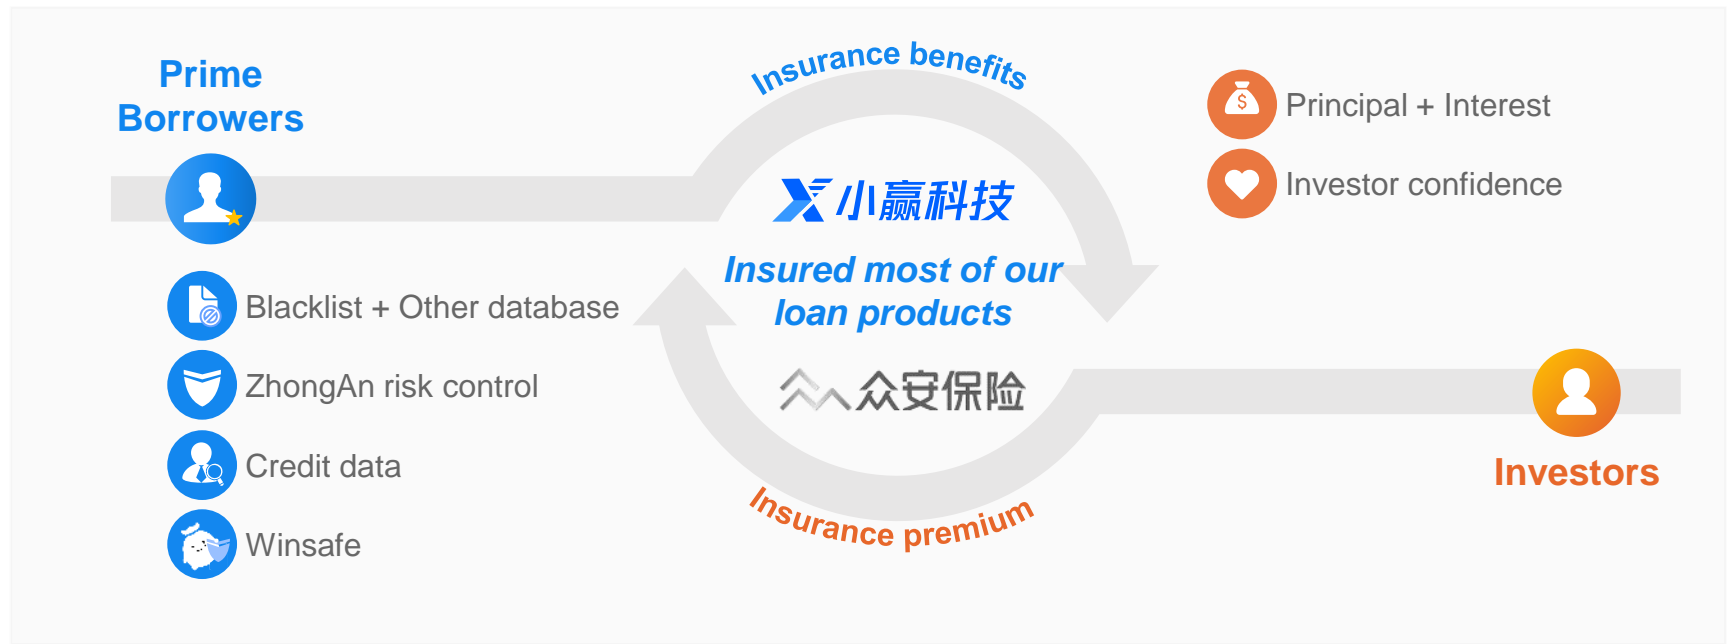 Prime
Borrowers
Blacklist + Other database
ZhongAn risk control
Credit data
Winsafe
Insurance benefits
小赢科技
Insured most of our
loan products
众安保险
Insurance premium
$
Principal + Interest
Investor confidence
Investors